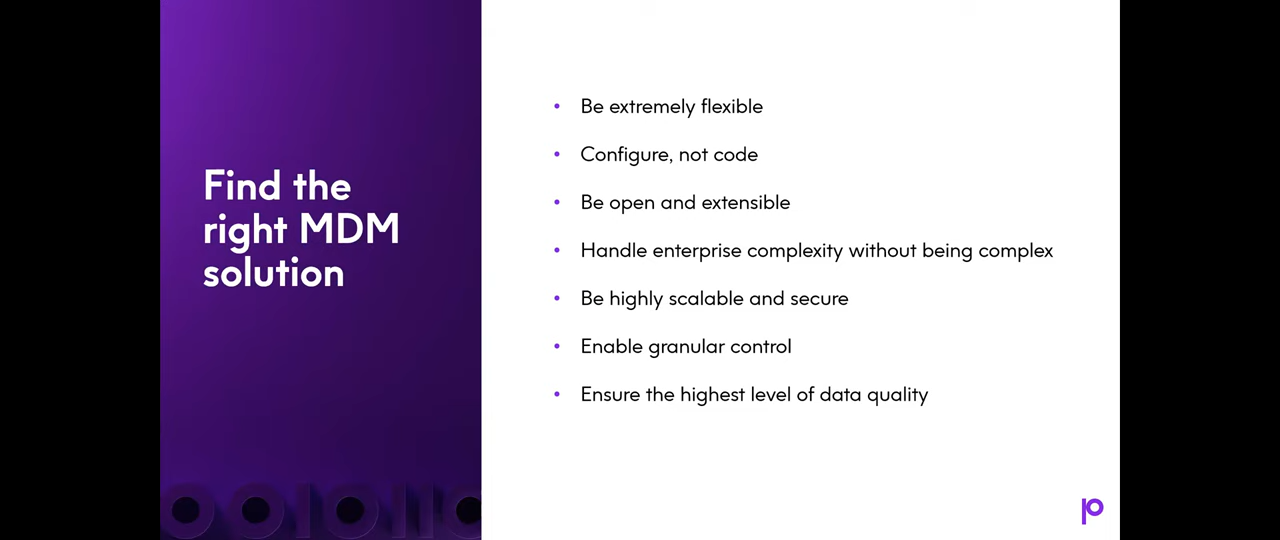 Find the
right MDM
solution
• Be extremely flexible
• Configure, not code
• Be open and extensible
• Handle enterprise complexity without being complex
• Be highly scalable and secure
• Enable granular control
• Ensure the highest level of data quality